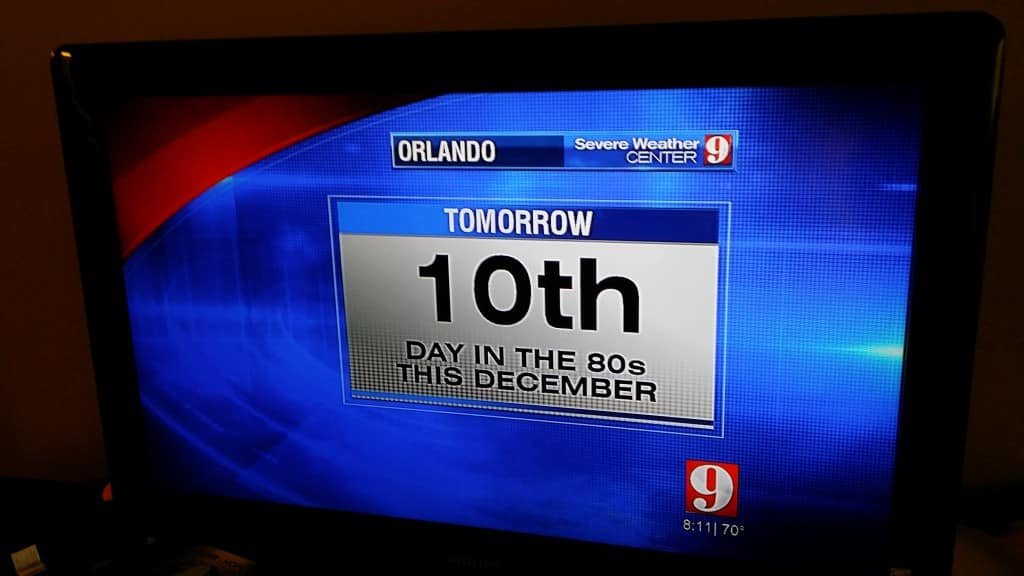 ORLANDO
Severe Weather
CENTER 9
TOMORROW
10th
DAY IN THE 80s
THIS DECEMBER
9
8:11| 70°